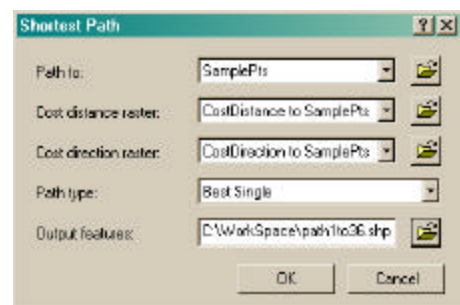 Shortest Path
Path to: SamplePts
Cost distance raster: CostDistance to SamplePts
Cost direction raster: CostDirection to SamplePts
Path type: Best Single
Output features: C:\WorkSpace\path1to36.shp
OK Cancel